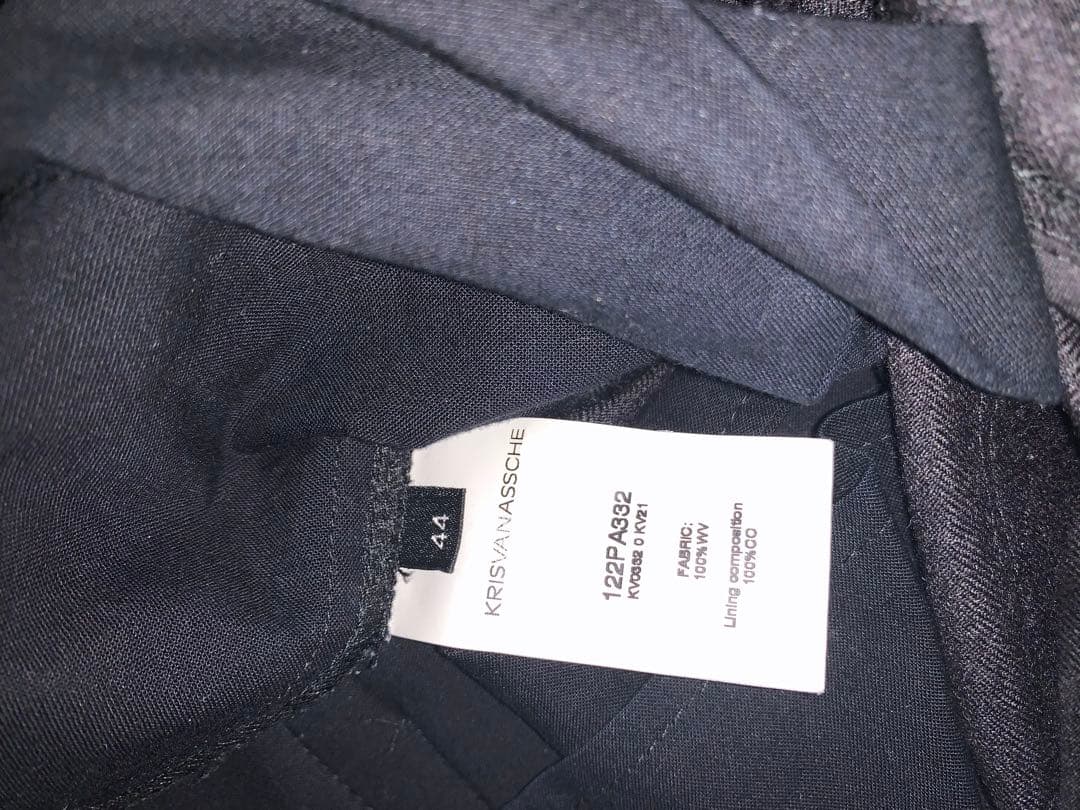 44
KRISVANASSCHE
122PA332
KV0332 0 KV21
FABRIC:
100%WV
Lining composition
100%CO